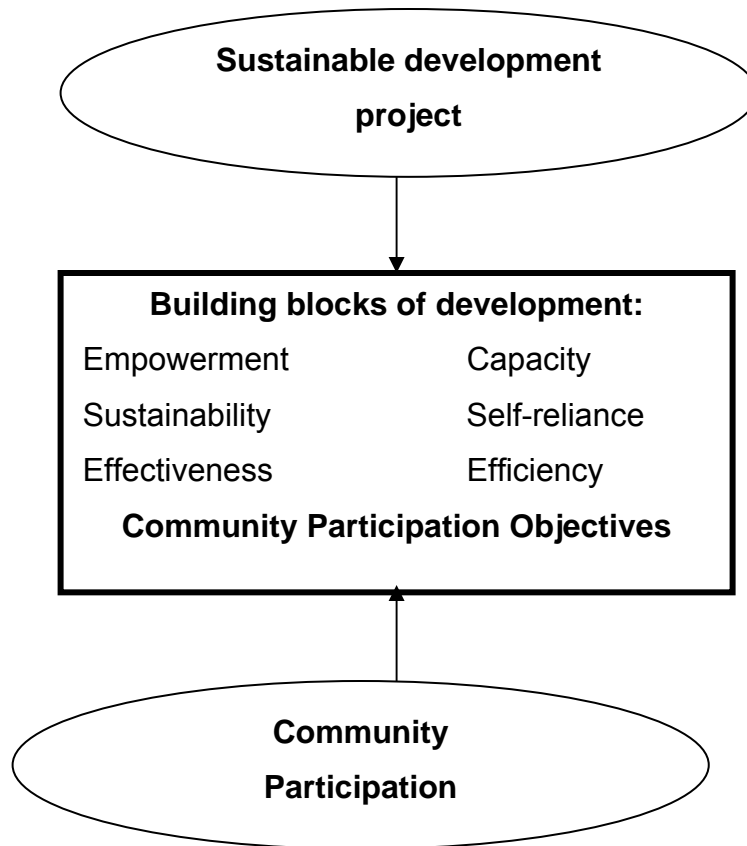 Sustainable development
project
Building blocks of development:
Empowerment Capacity
Sustainability Self-reliance
Effectiveness Efficiency
Community Participation Objectives
Community
Participation